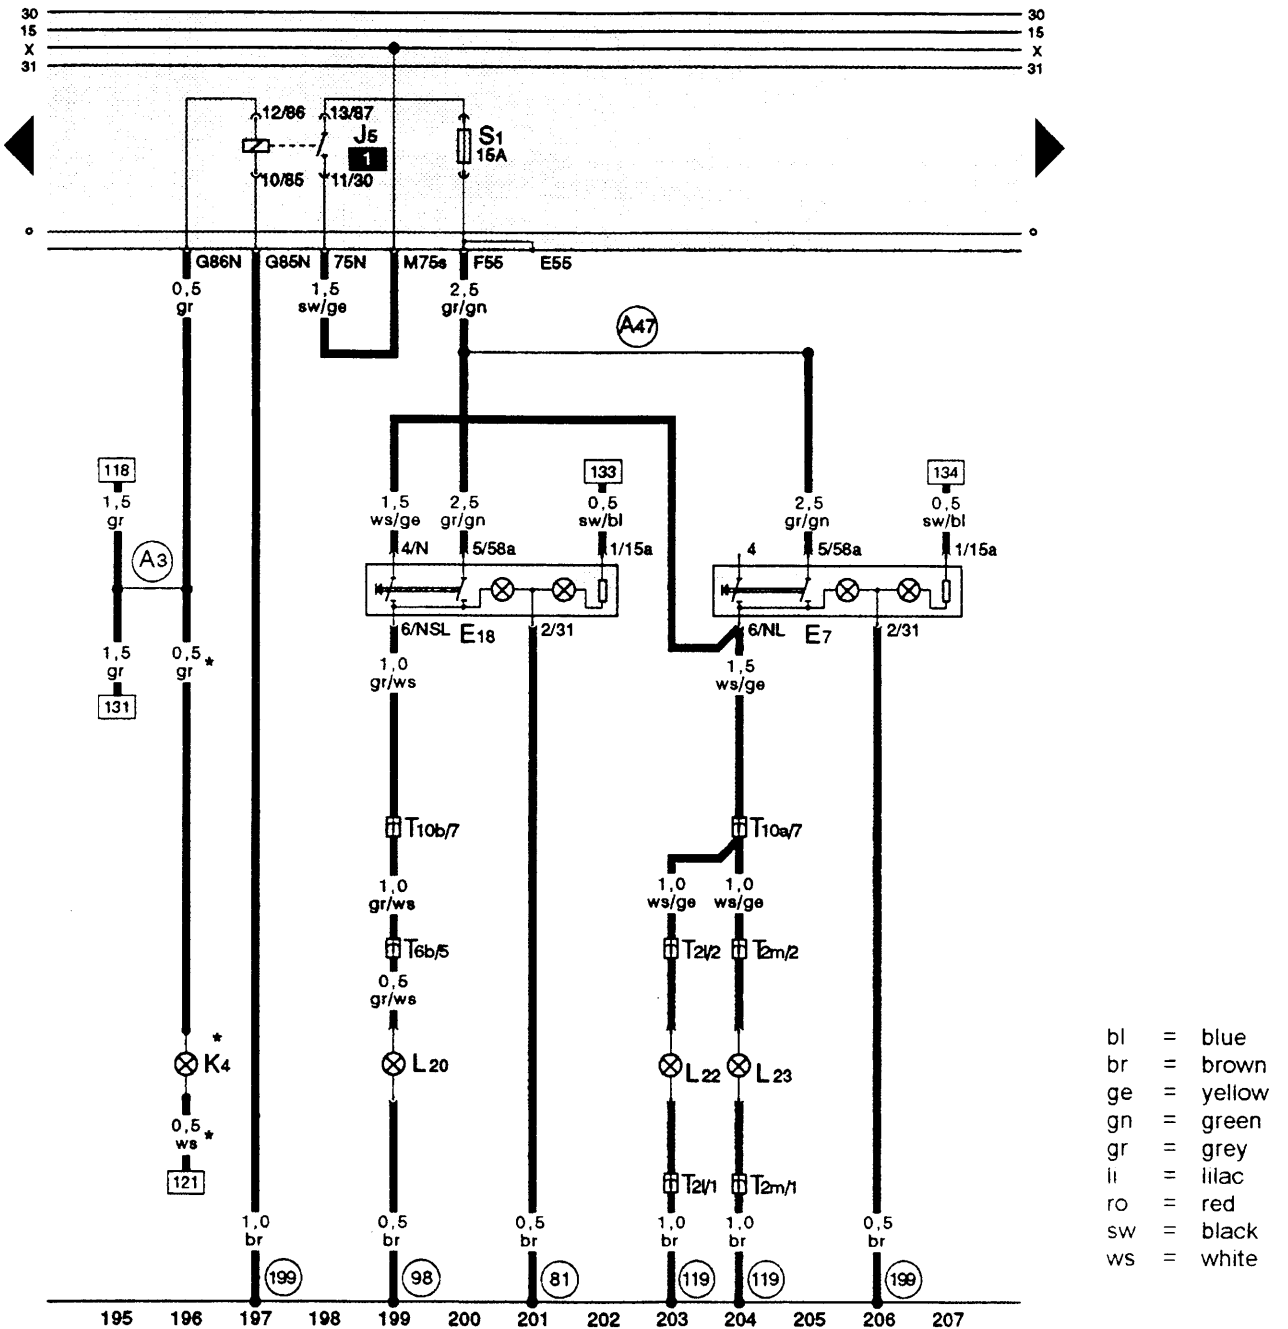 30 30
15 15
X X
31 31
12/86 13/87
J5 S1
1 15A
10/85 11/30
G86N G85N 75N M75s F55 E55
0,5 1,5 2,5
gr sw/ge gr/gn
A47
118 133 134
1,5 1,5 2,5 0,5 2,5 0,5
gr ws/ge gr/gn sw/bl gr/gn sw/bl
A3 4/N 5/58a 1/15a 4 5/58a 1/15a
6/NSL E18 2/31 6/NL E7 2/31
1,5 0,5 1,0 1,5
gr gr * gr/ws ws/ge
131
T10b/7 T10a/7
1,0 1,0 1,0
gr/ws ws/ge ws/ge
T6b/5 T2l/2 T2m/2
0,5
gr/ws
*
K4 L20 L22 L23
0,5
ws *
121 T2l/1 T2m/1
1,0 0,5 0,5 1,0 1,0 0,5
br br br br br br
199 98 81 119 119 199
195 196 197 198 199 200 201 202 203 204 205 206 207
bl = blue
br = brown
ge = yellow
gn = green
gr = grey
li = lilac
ro = red
sw = black
ws = white